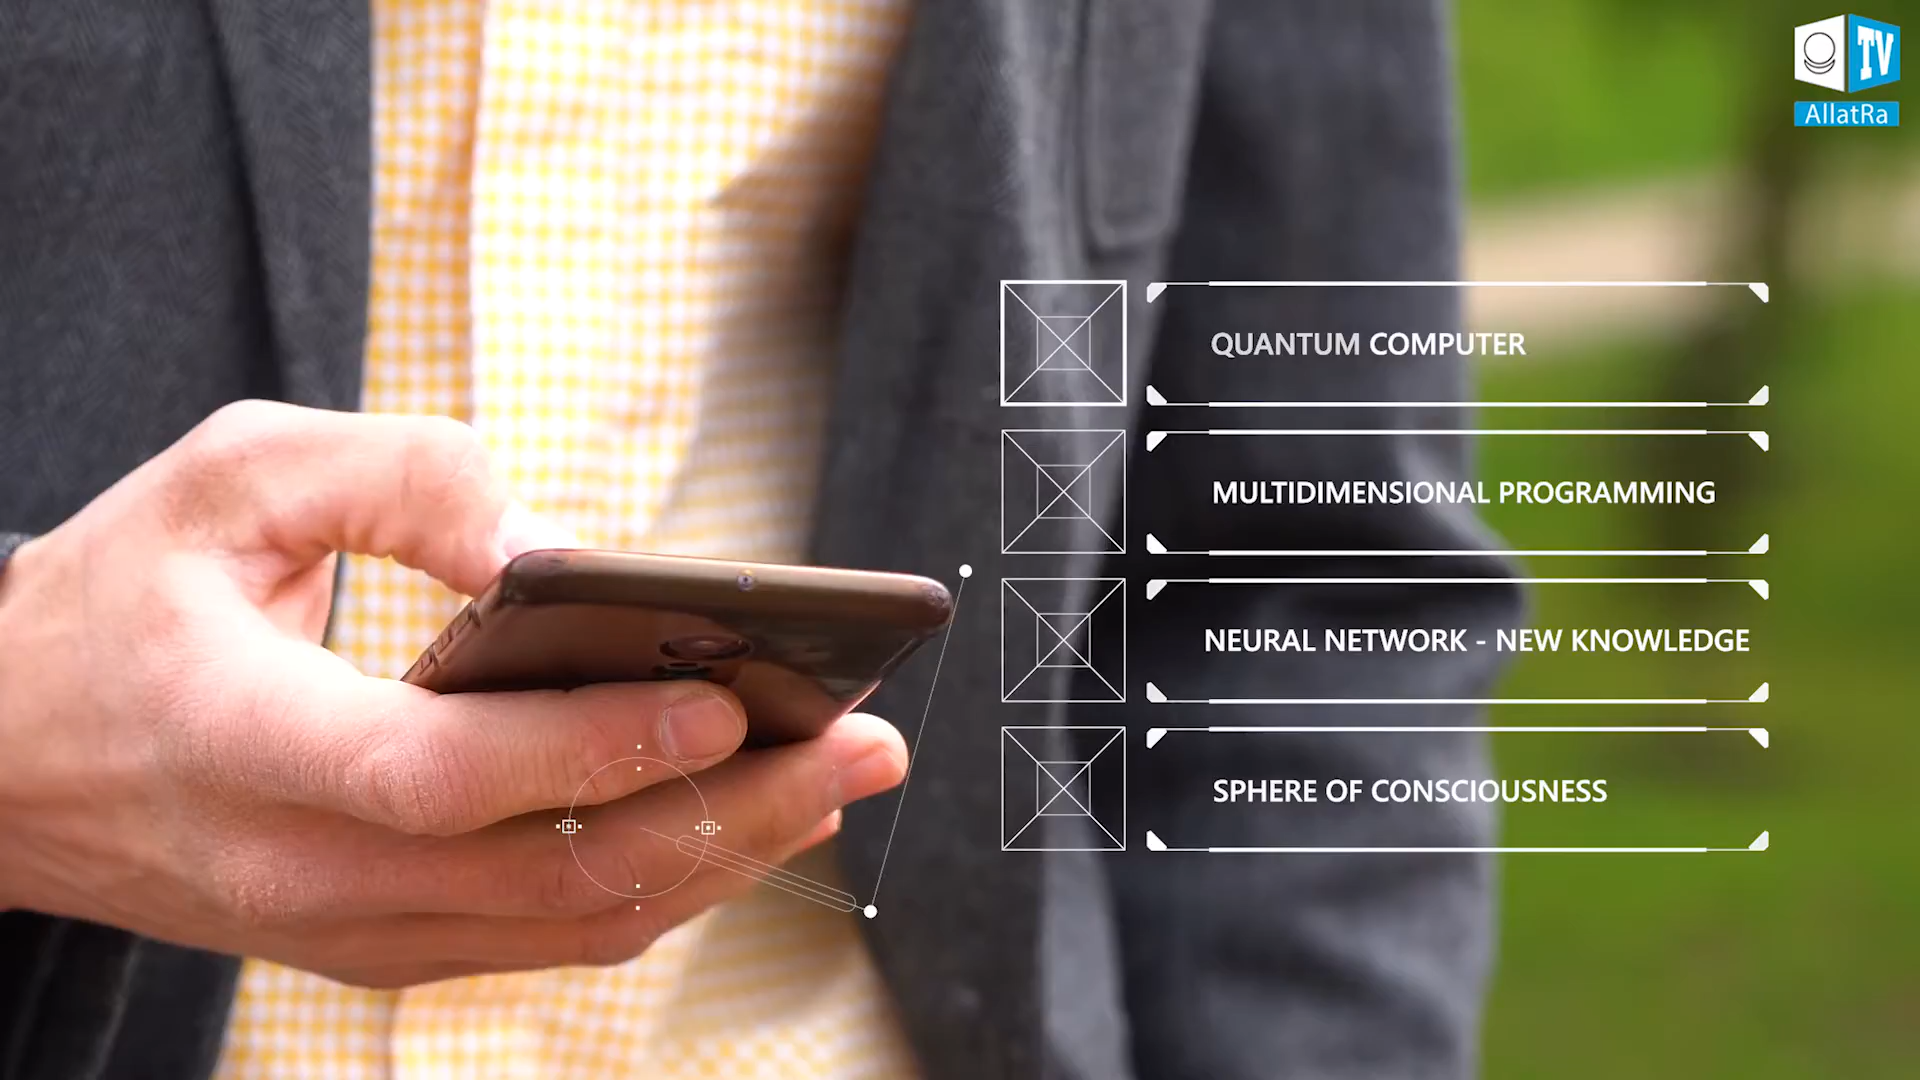 TV
AllatRa
QUANTUM COMPUTER
MULTIDIMENSIONAL PROGRAMMING
NEURAL NETWORK - NEW KNOWLEDGE
SPHERE OF CONSCIOUSNESS